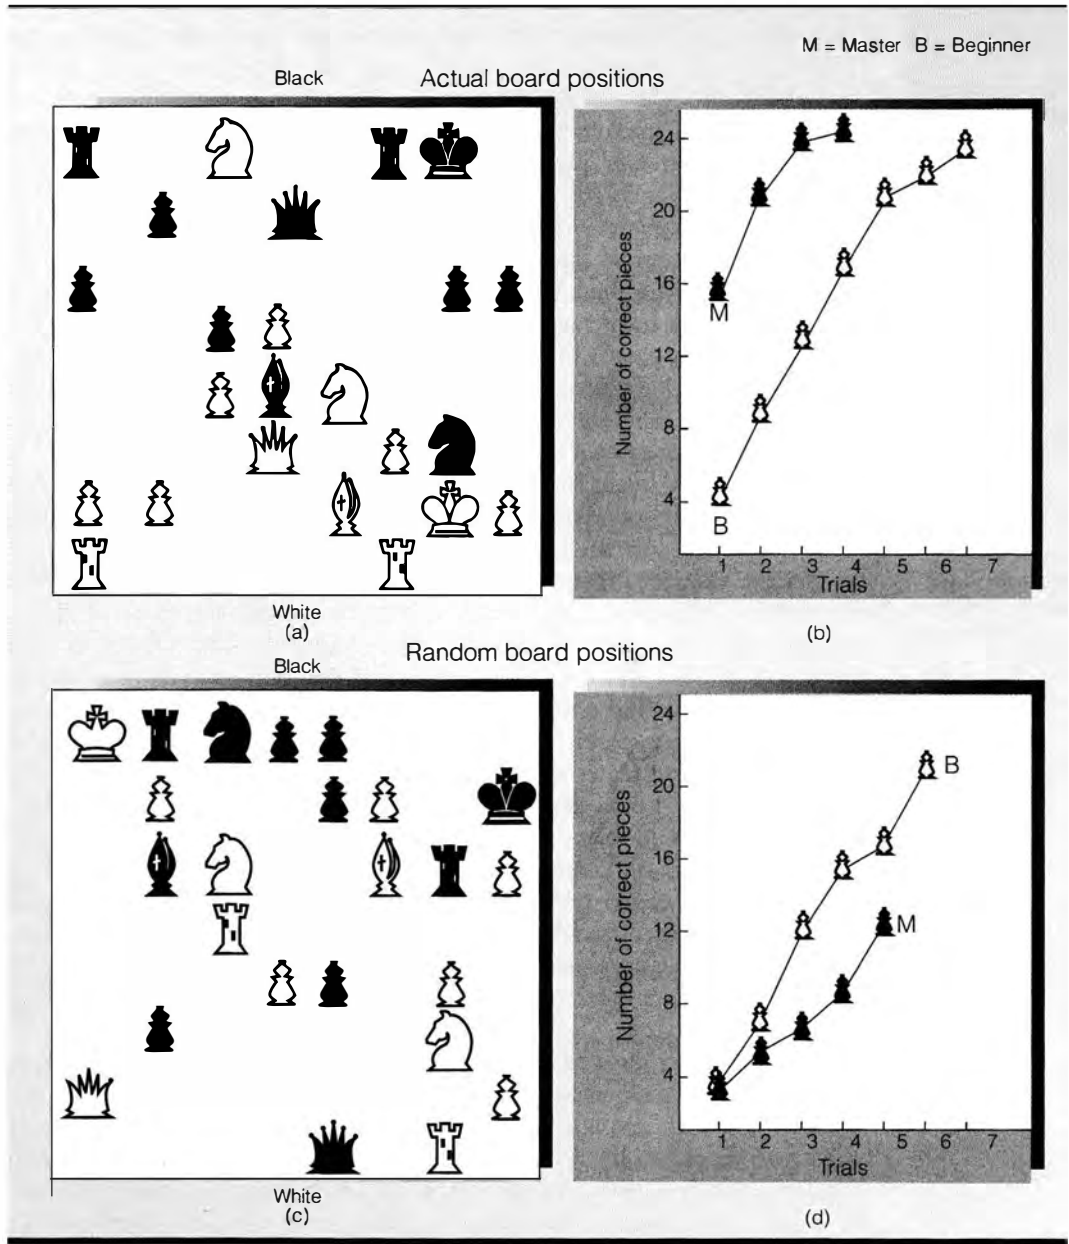 M = Master B = Beginner
Black
Actual board positions
24
20
16
12
8
4
Number of correct pieces
M
B
1 2 3 4 5 6 7
Trials
White
(a)
(b)
Random board positions
Black
24
20
16
12
8
4
Number of correct pieces
B
M
1 2 3 4 5 6 7
Trials
White
(c)
(d)